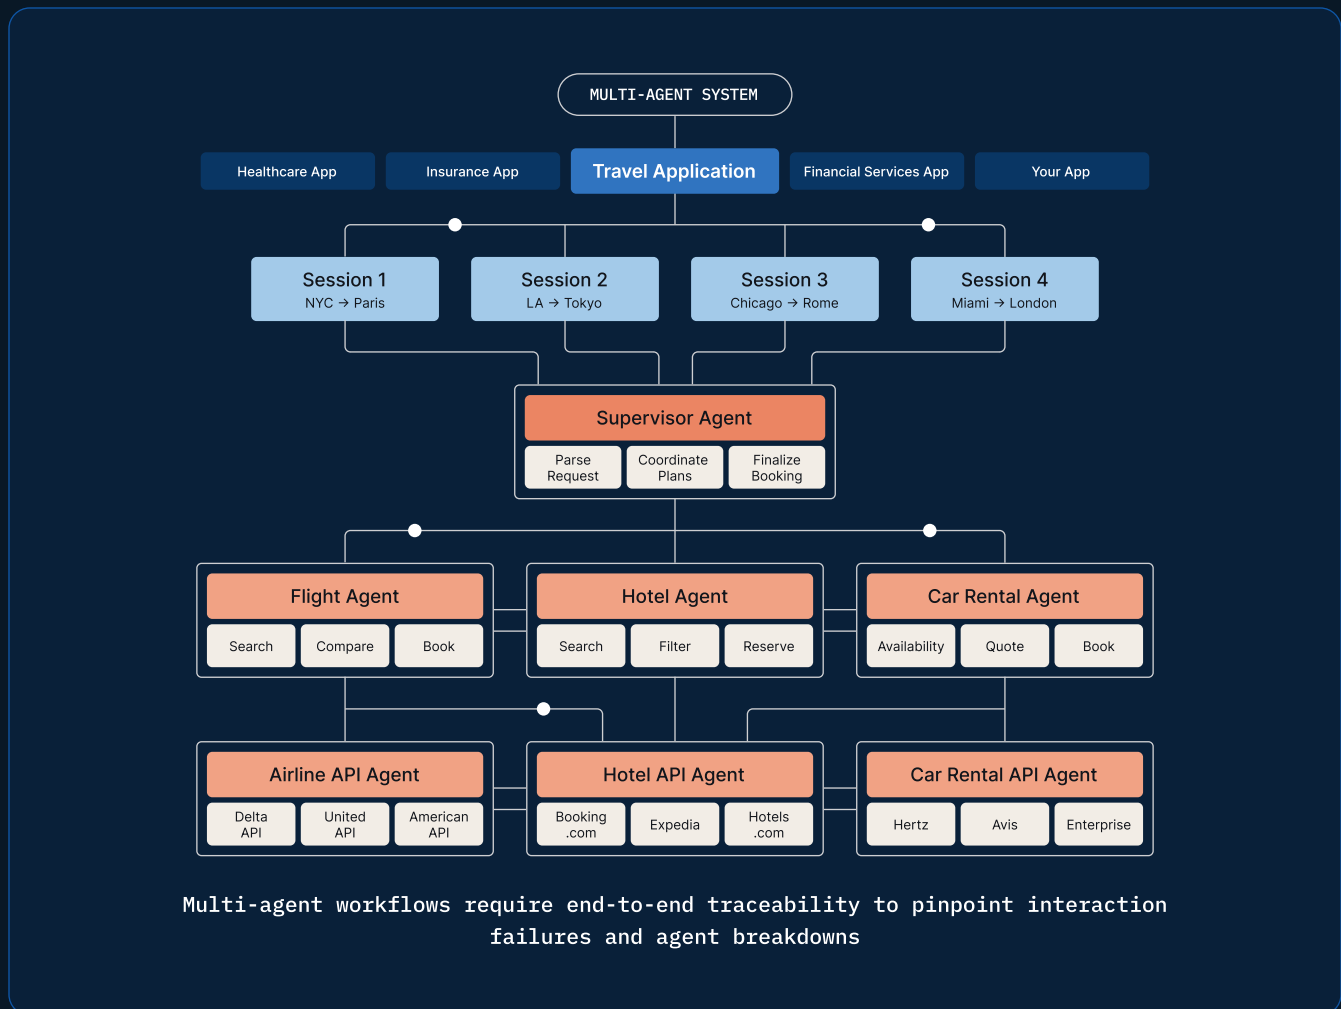 MULTI-AGENT SYSTEM
Healthcare App
Insurance App
Travel Application
Financial Services App
Your App
Session 1
NYC → Paris
Session 2
LA → Tokyo
Session 3
Chicago → Rome
Session 4
Miami → London
Supervisor Agent
Parse
Request
Coordinate
Plans
Finalize
Booking
Flight Agent
Search
Compare
Book
Hotel Agent
Search
Filter
Reserve
Car Rental Agent
Availability
Quote
Book
Airline API Agent
Delta
API
United
API
American
API
Hotel API Agent
Booking
.com
Expedia
Hotels
.com
Car Rental API Agent
Hertz
Avis
Enterprise
Multi-agent workflows require end-to-end traceability to pinpoint interaction
failures and agent breakdowns